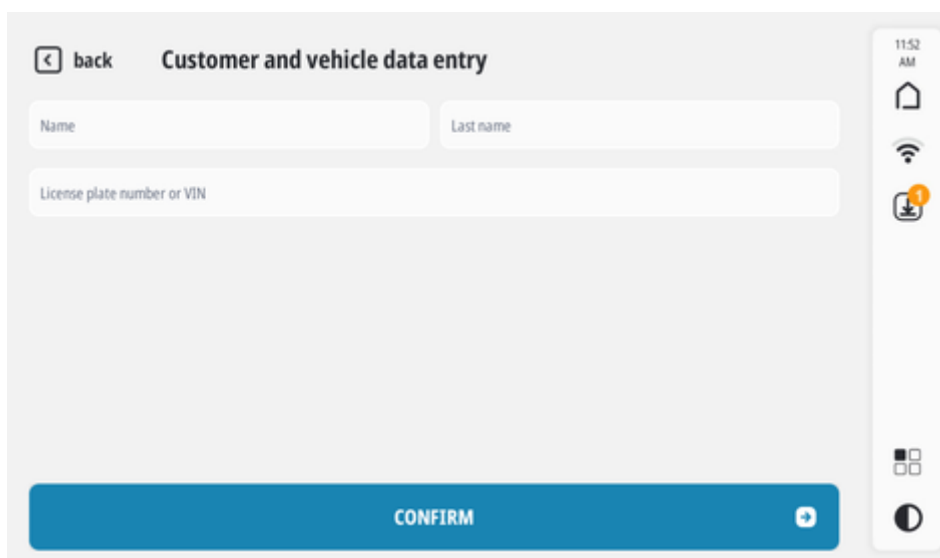 back
Customer and vehicle data entry
Name
Last name
License plate number or VIN
CONFIRM
11:52
AM
1